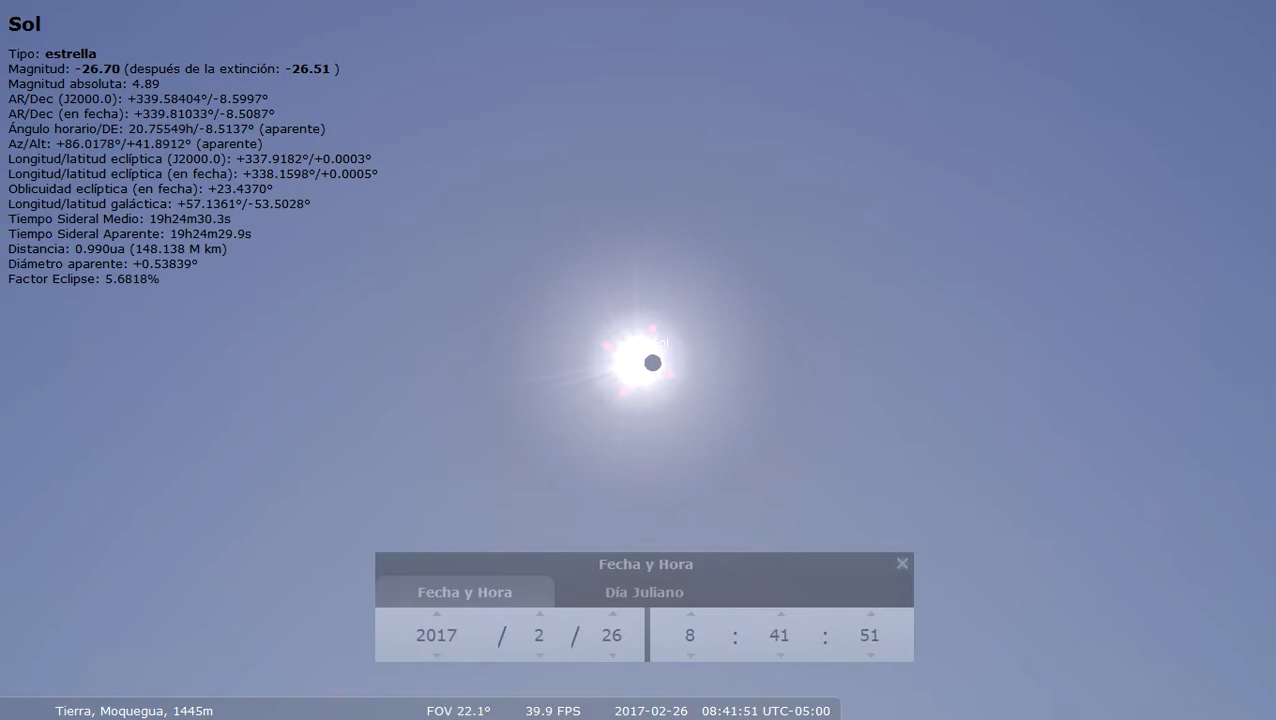 Sol
Tipo: estrella
Magnitud: -26.70 (después de la extinción: -26.51 )
Magnitud absoluta: 4.89
AR/Dec (J2000.0): +339.58404°/-8.5997°
AR/Dec (en fecha): +339.81033°/-8.5087°
Ángulo horario/DE: 20.75549h/-8.5137° (aparente)
Az/Alt: +86.0178°/+41.8912° (aparente)
Longitud/latitud eclíptica (J2000.0): +337.9182°/+0.0003°
Longitud/latitud eclíptica (en fecha): +338.1598°/+0.0005°
Oblicuidad eclíptica (en fecha): +23.4370°
Longitud/latitud galáctica: +57.1361°/-53.5028°
Tiempo Sideral Medio: 19h24m30.3s
Tiempo Sideral Aparente: 19h24m29.9s
Distancia: 0.990ua (148.138 M km)
Diámetro aparente: +0.53839°
Factor Eclipse: 5.6818%
Sol
Fecha y Hora
Fecha y Hora Día Juliano
2017 / 2 / 26 8 : 41 : 51
Tierra, Moquegua, 1445m FOV 22.1° 39.9 FPS 2017-02-26 08:41:51 UTC-05:00